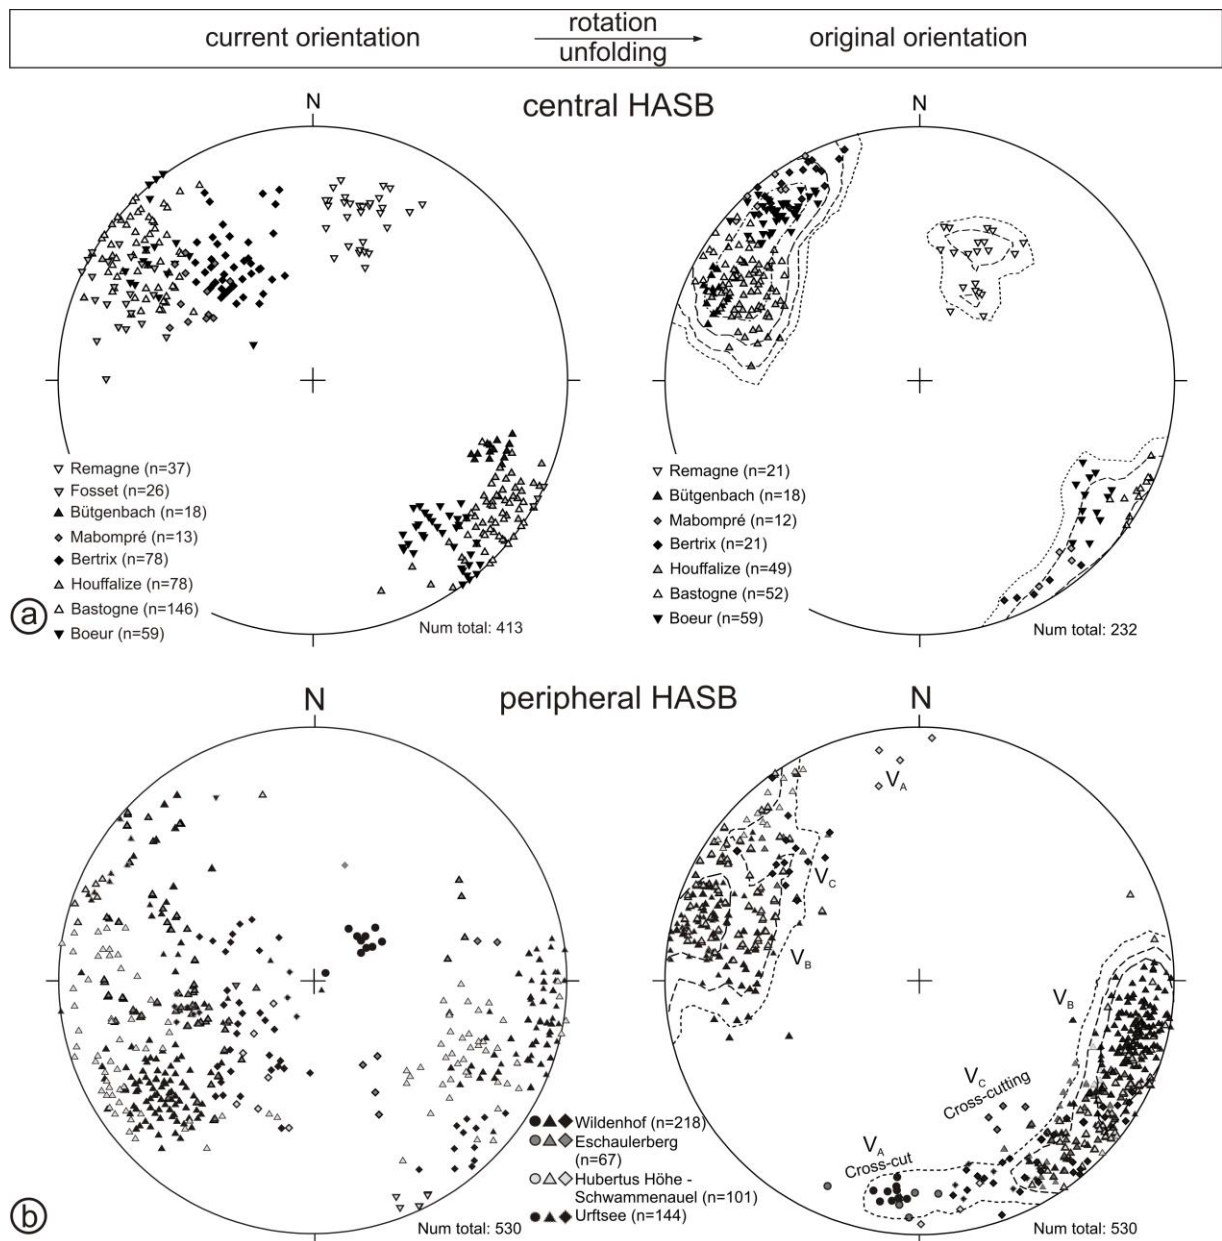 current orientation
rotation
unfolding
original orientation
central HASB
N
N
Remagne (n=37)
Fosset (n=26)
Bütgenbach (n=18)
Mabompré (n=13)
Bertrix (n=78)
Houffalize (n=78)
Bastogne (n=146)
Boeur (n=59)
Num total: 413
Remagne (n=21)
Bütgenbach (n=18)
Mabompré (n=12)
Bertrix (n=21)
Houffalize (n=49)
Bastogne (n=52)
Boeur (n=59)
Num total: 232
a
peripheral HASB
N
N
VA
VC
VB
VB
VC
Cross-cutting
VA
Cross-cut
Wildenhof (n=218)
Eschaulerberg
(n=67)
Hubertus Höhe -
Schwammenauel (n=101)
Urftsee (n=144)
Num total: 530
Num total: 530
b